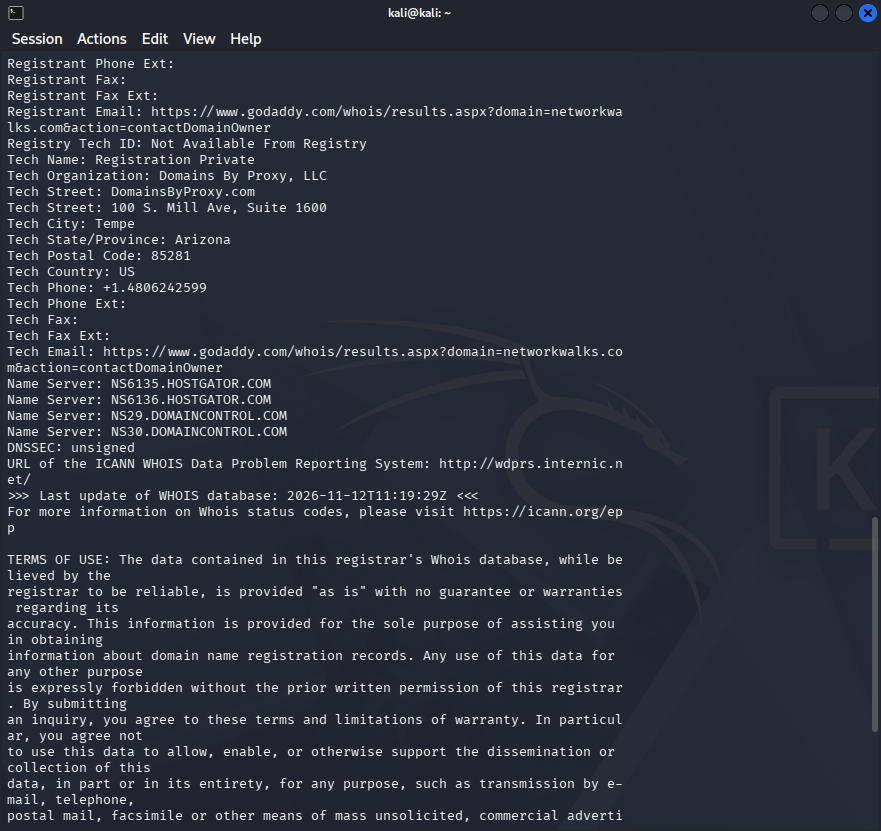 kali@kali: ~
Session Actions Edit View Help
Registrant Phone Ext:
Registrant Fax:
Registrant Fax Ext:
Registrant Email: https://www.godaddy.com/whois/results.aspx?domain=networkwa
lks.com&action=contactDomainOwner
Registry Tech ID: Not Available From Registry
Tech Name: Registration Private
Tech Organization: Domains By Proxy, LLC
Tech Street: DomainsByProxy.com
Tech Street: 100 S. Mill Ave, Suite 1600
Tech City: Tempe
Tech State/Province: Arizona
Tech Postal Code: 85281
Tech Country: US
Tech Phone: +1.4806242599
Tech Phone Ext:
Tech Fax:
Tech Fax Ext:
Tech Email: https://www.godaddy.com/whois/results.aspx?domain=networkwalks.co
m&action=contactDomainOwner
Name Server: NS6135.HOSTGATOR.COM
Name Server: NS6136.HOSTGATOR.COM
Name Server: NS29.DOMAINCONTROL.COM
Name Server: NS30.DOMAINCONTROL.COM
DNSSEC: unsigned
URL of the ICANN WHOIS Data Problem Reporting System: http://wdprs.internic.n
et/
>>> Last update of WHOIS database: 2026-11-12T11:19:29Z <<<
For more information on Whois status codes, please visit https://icann.org/ep
p
TERMS OF USE: The data contained in this registrar's Whois database, while be
lieved by the
registrar to be reliable, is provided "as is" with no guarantee or warranties
 regarding its
accuracy. This information is provided for the sole purpose of assisting you
in obtaining
information about domain name registration records. Any use of this data for
any other purpose
is expressly forbidden without the prior written permission of this registrar
. By submitting
an inquiry, you agree to these terms and limitations of warranty. In particul
ar, you agree not
to use this data to allow, enable, or otherwise support the dissemination or
collection of this
data, in part or in its entirety, for any purpose, such as transmission by e-
mail, telephone,
postal mail, facsimile or other means of mass unsolicited, commercial adverti
K